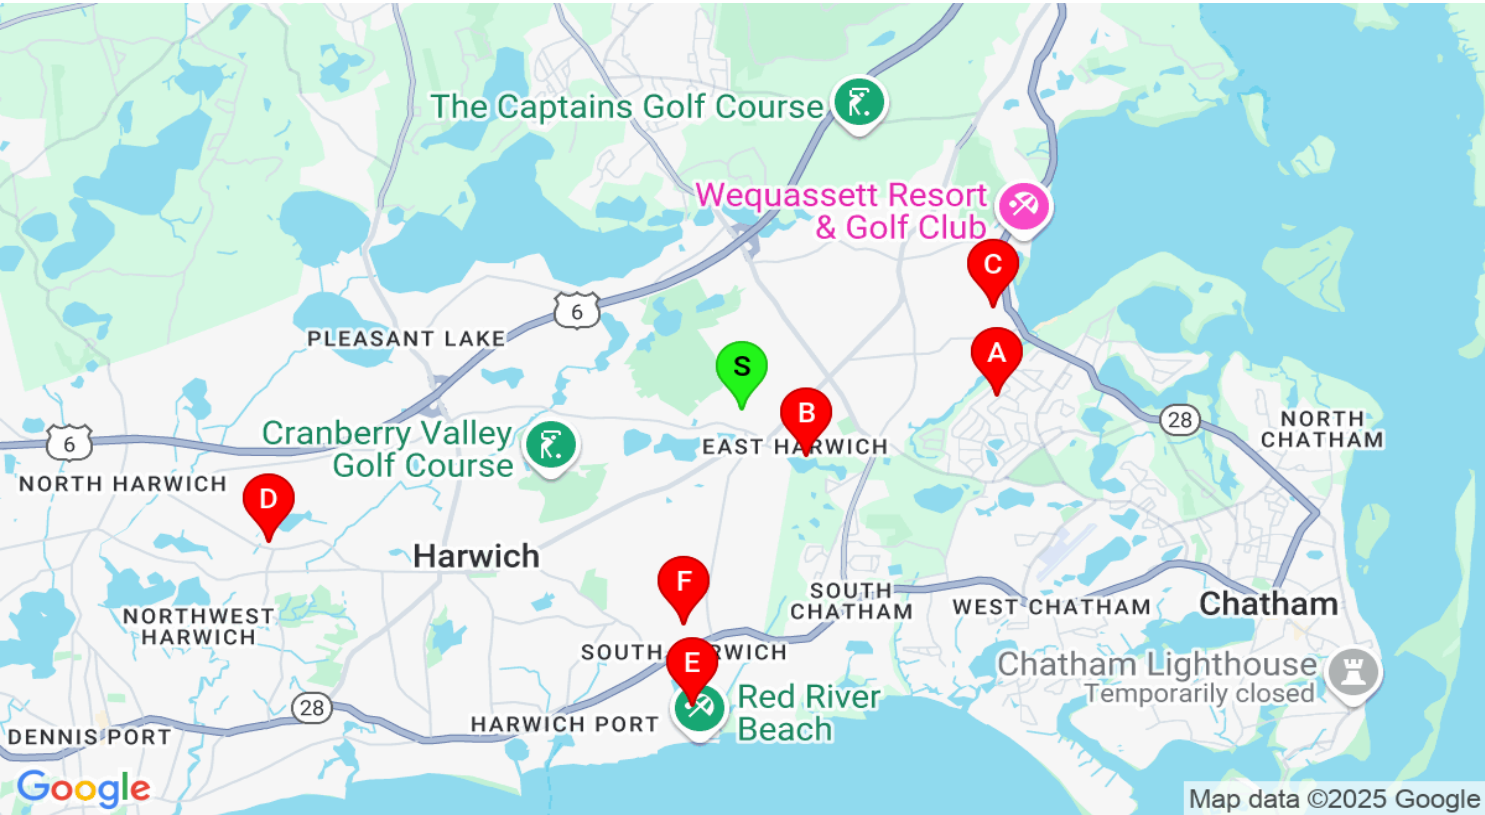 The Captains Golf Course
Wequassett Resort
& Golf Club
C
6
PLEASANT LAKE
A
S
B
28
NORTH
CHATHAM
Cranberry Valley
Golf Course
6
EAST HARWICH
NORTH HARWICH
D
Harwich
F
SOUTH
CHATHAM
WEST CHATHAM
Chatham
NORTHWEST
HARWICH
SOUTH HARWICH
E
Chatham Lighthouse
Temporarily closed
28
Red River
Beach
HARWICH PORT
DENNIS PORT
Google
Map data ©2025 Google